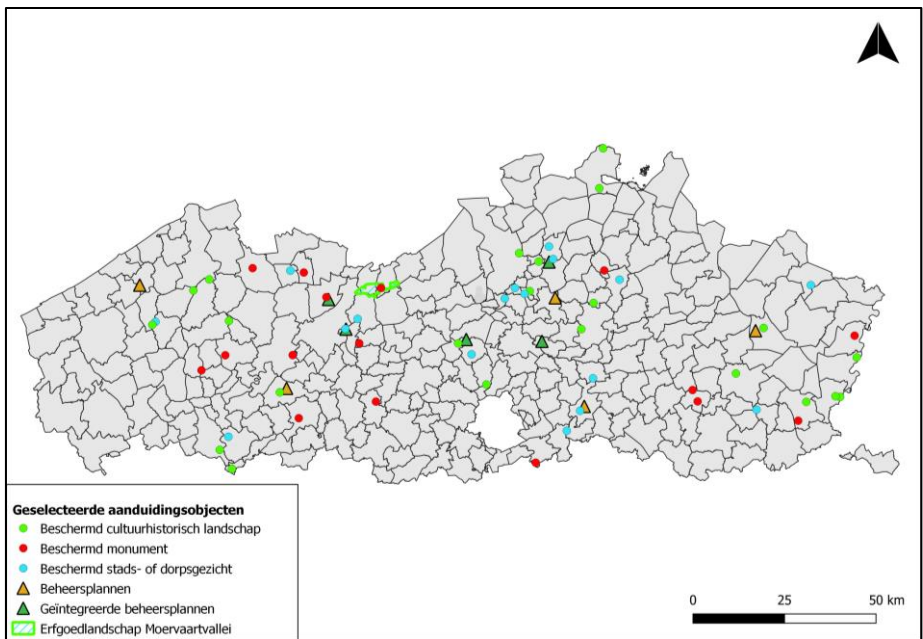 Geselecteerde aanduidingsobjecten
Beschermd cultuurhistorisch landschap
Beschermd monument
Beschermd stads- of dorpsgezicht
Beheersplannen
Geïntegreerde beheersplannen
Erfgoedlandschap Moervaartvallei
0 25 50 km